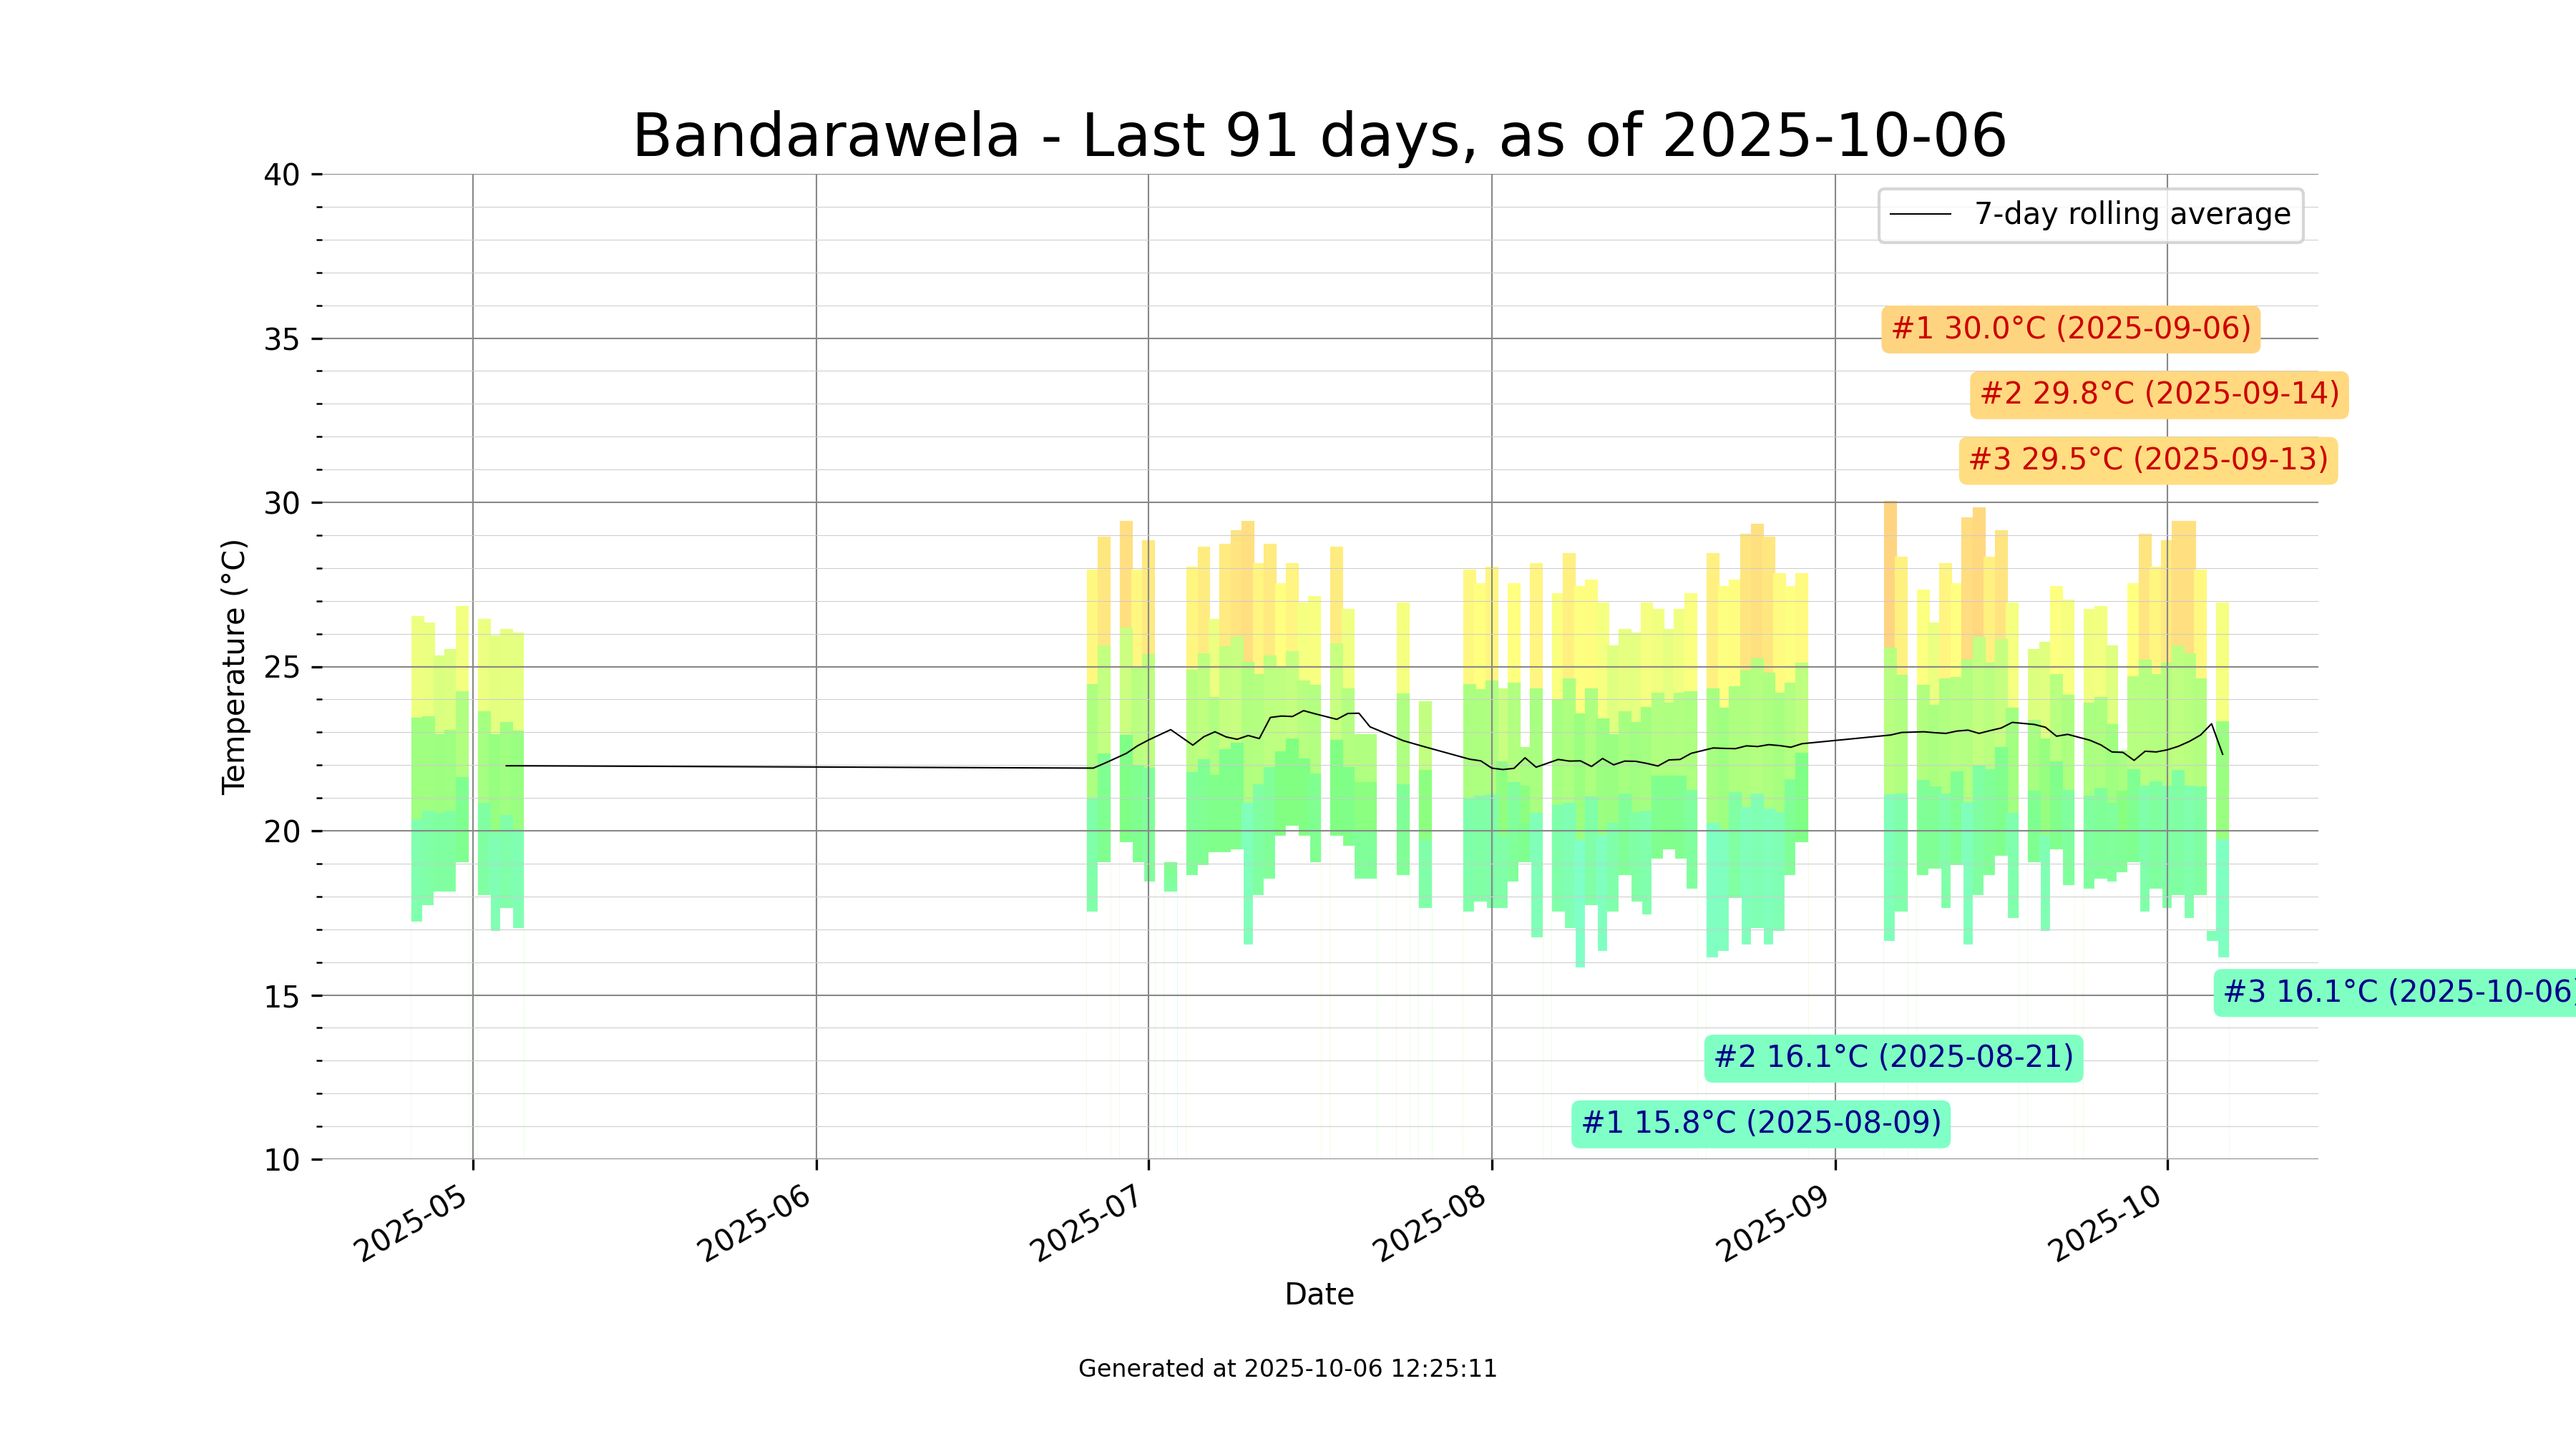 Bandarawela - Last 91 days, as of 2025-10-06
40
35
30
25
20
15
10
Temperature (°C)
7-day rolling average
#1 30.0°C (2025-09-06)
#2 29.8°C (2025-09-14)
#3 29.5°C (2025-09-13)
#3 16.1°C (2025-10-06)
#2 16.1°C (2025-08-21)
#1 15.8°C (2025-08-09)
2025-05
2025-06
2025-07
2025-08
2025-09
2025-10
Date
Generated at 2025-10-06 12:25:11